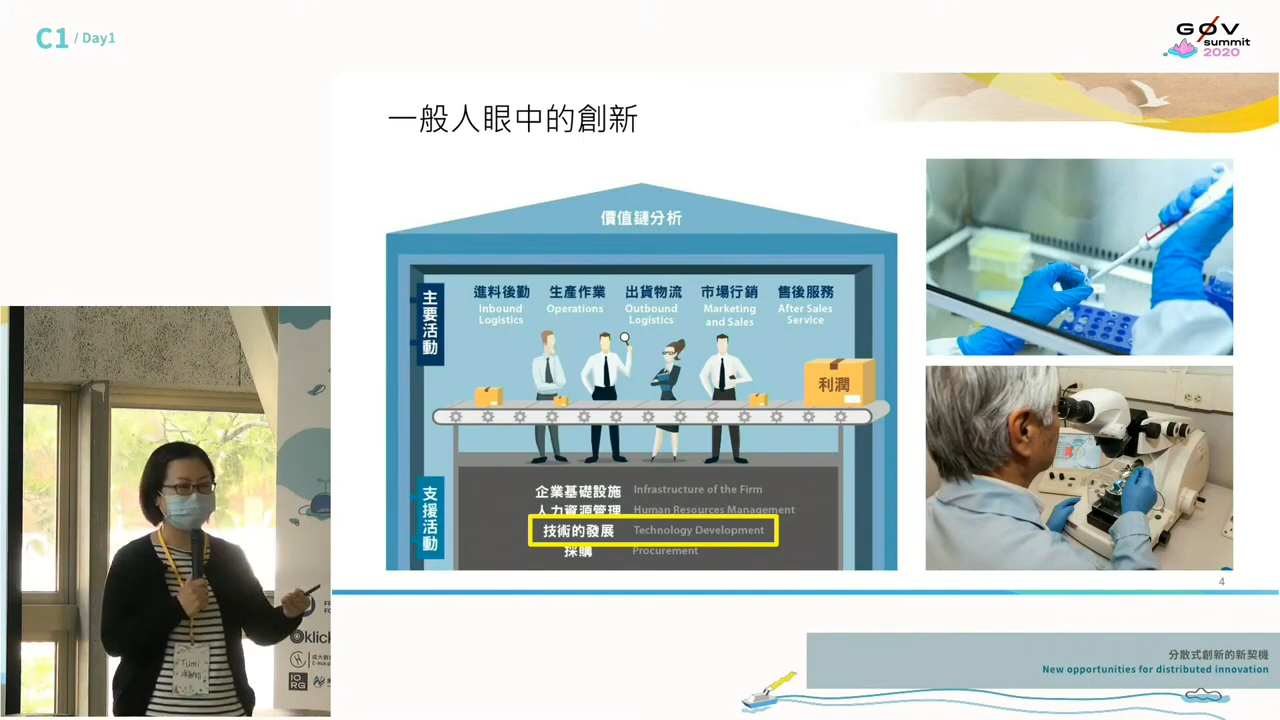 C1 / Day1
GØV
summit
2020
一般人眼中的創新
價值鏈分析
主要活動
進料後勤
Inbound
Logistics
生產作業
Operations
出貨物流
Outbound
Logistics
市場行銷
Marketing
and Sales
售後服務
After Sales
Service
利潤
支援活動
企業基礎設施 Infrastructure of the Firm
人力資源管理 Human Resources Management
技術的發展 Technology Development
採購 Procurement
4
Tumi
klick
IO
RG
分散式創新的新契機
New opportunities for distributed innovation